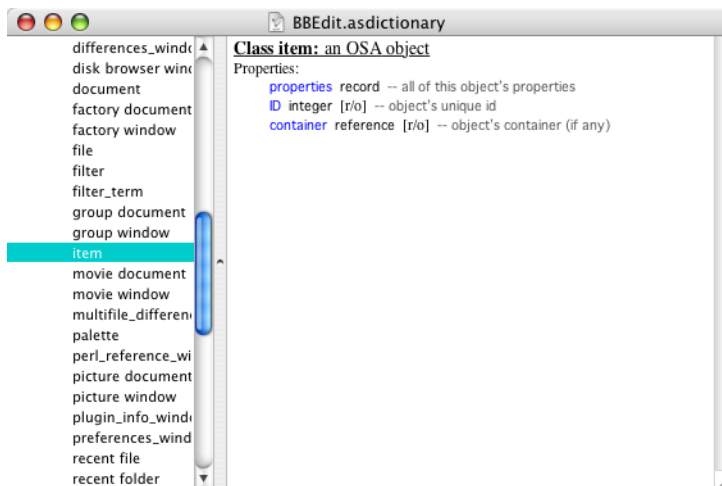 BBEdit.asdictionary
differences_windo
disk browser wind
document
factory document
factory window
file
filter
filter_term
group document
group window
item
movie document
movie window
multifile_differen
palette
perl_reference_wi
picture document
picture window
plugin_info_wind
preferences_wind
recent file
recent folder
Class item: an OSA object
Properties:
properties record -- all of this object's properties
ID integer [r/o] -- object's unique id
container reference [r/o] -- object's container (if any)